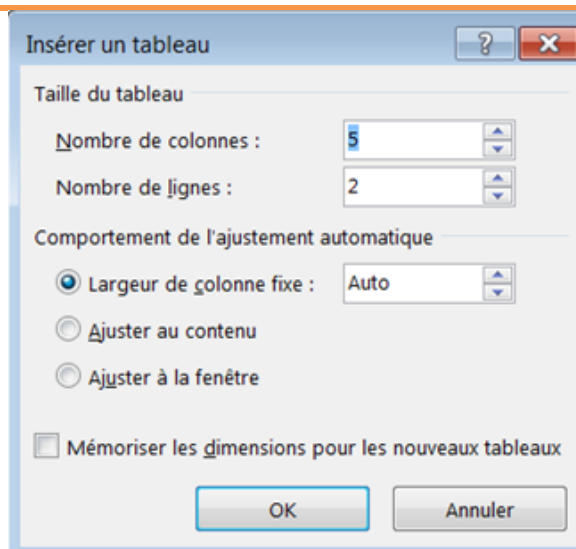 Insérer un tableau ?
Taille du tableau
Nombre de colonnes : 5
Nombre de lignes : 2
Comportement de l'ajustement automatique
Largeur de colonne fixe : Auto
Ajuster au contenu
Ajuster à la fenêtre
Mémoriser les dimensions pour les nouveaux tableaux
OK Annuler